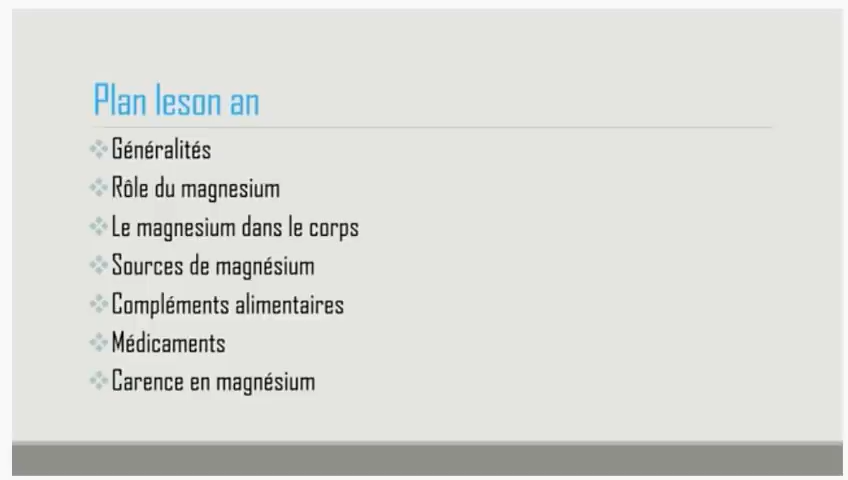 Plan leson an
Généralités
Rôle du magnesium
Le magnesium dans le corps
Sources de magnésium
Compléments alimentaires
Médicaments
Carence en magnésium